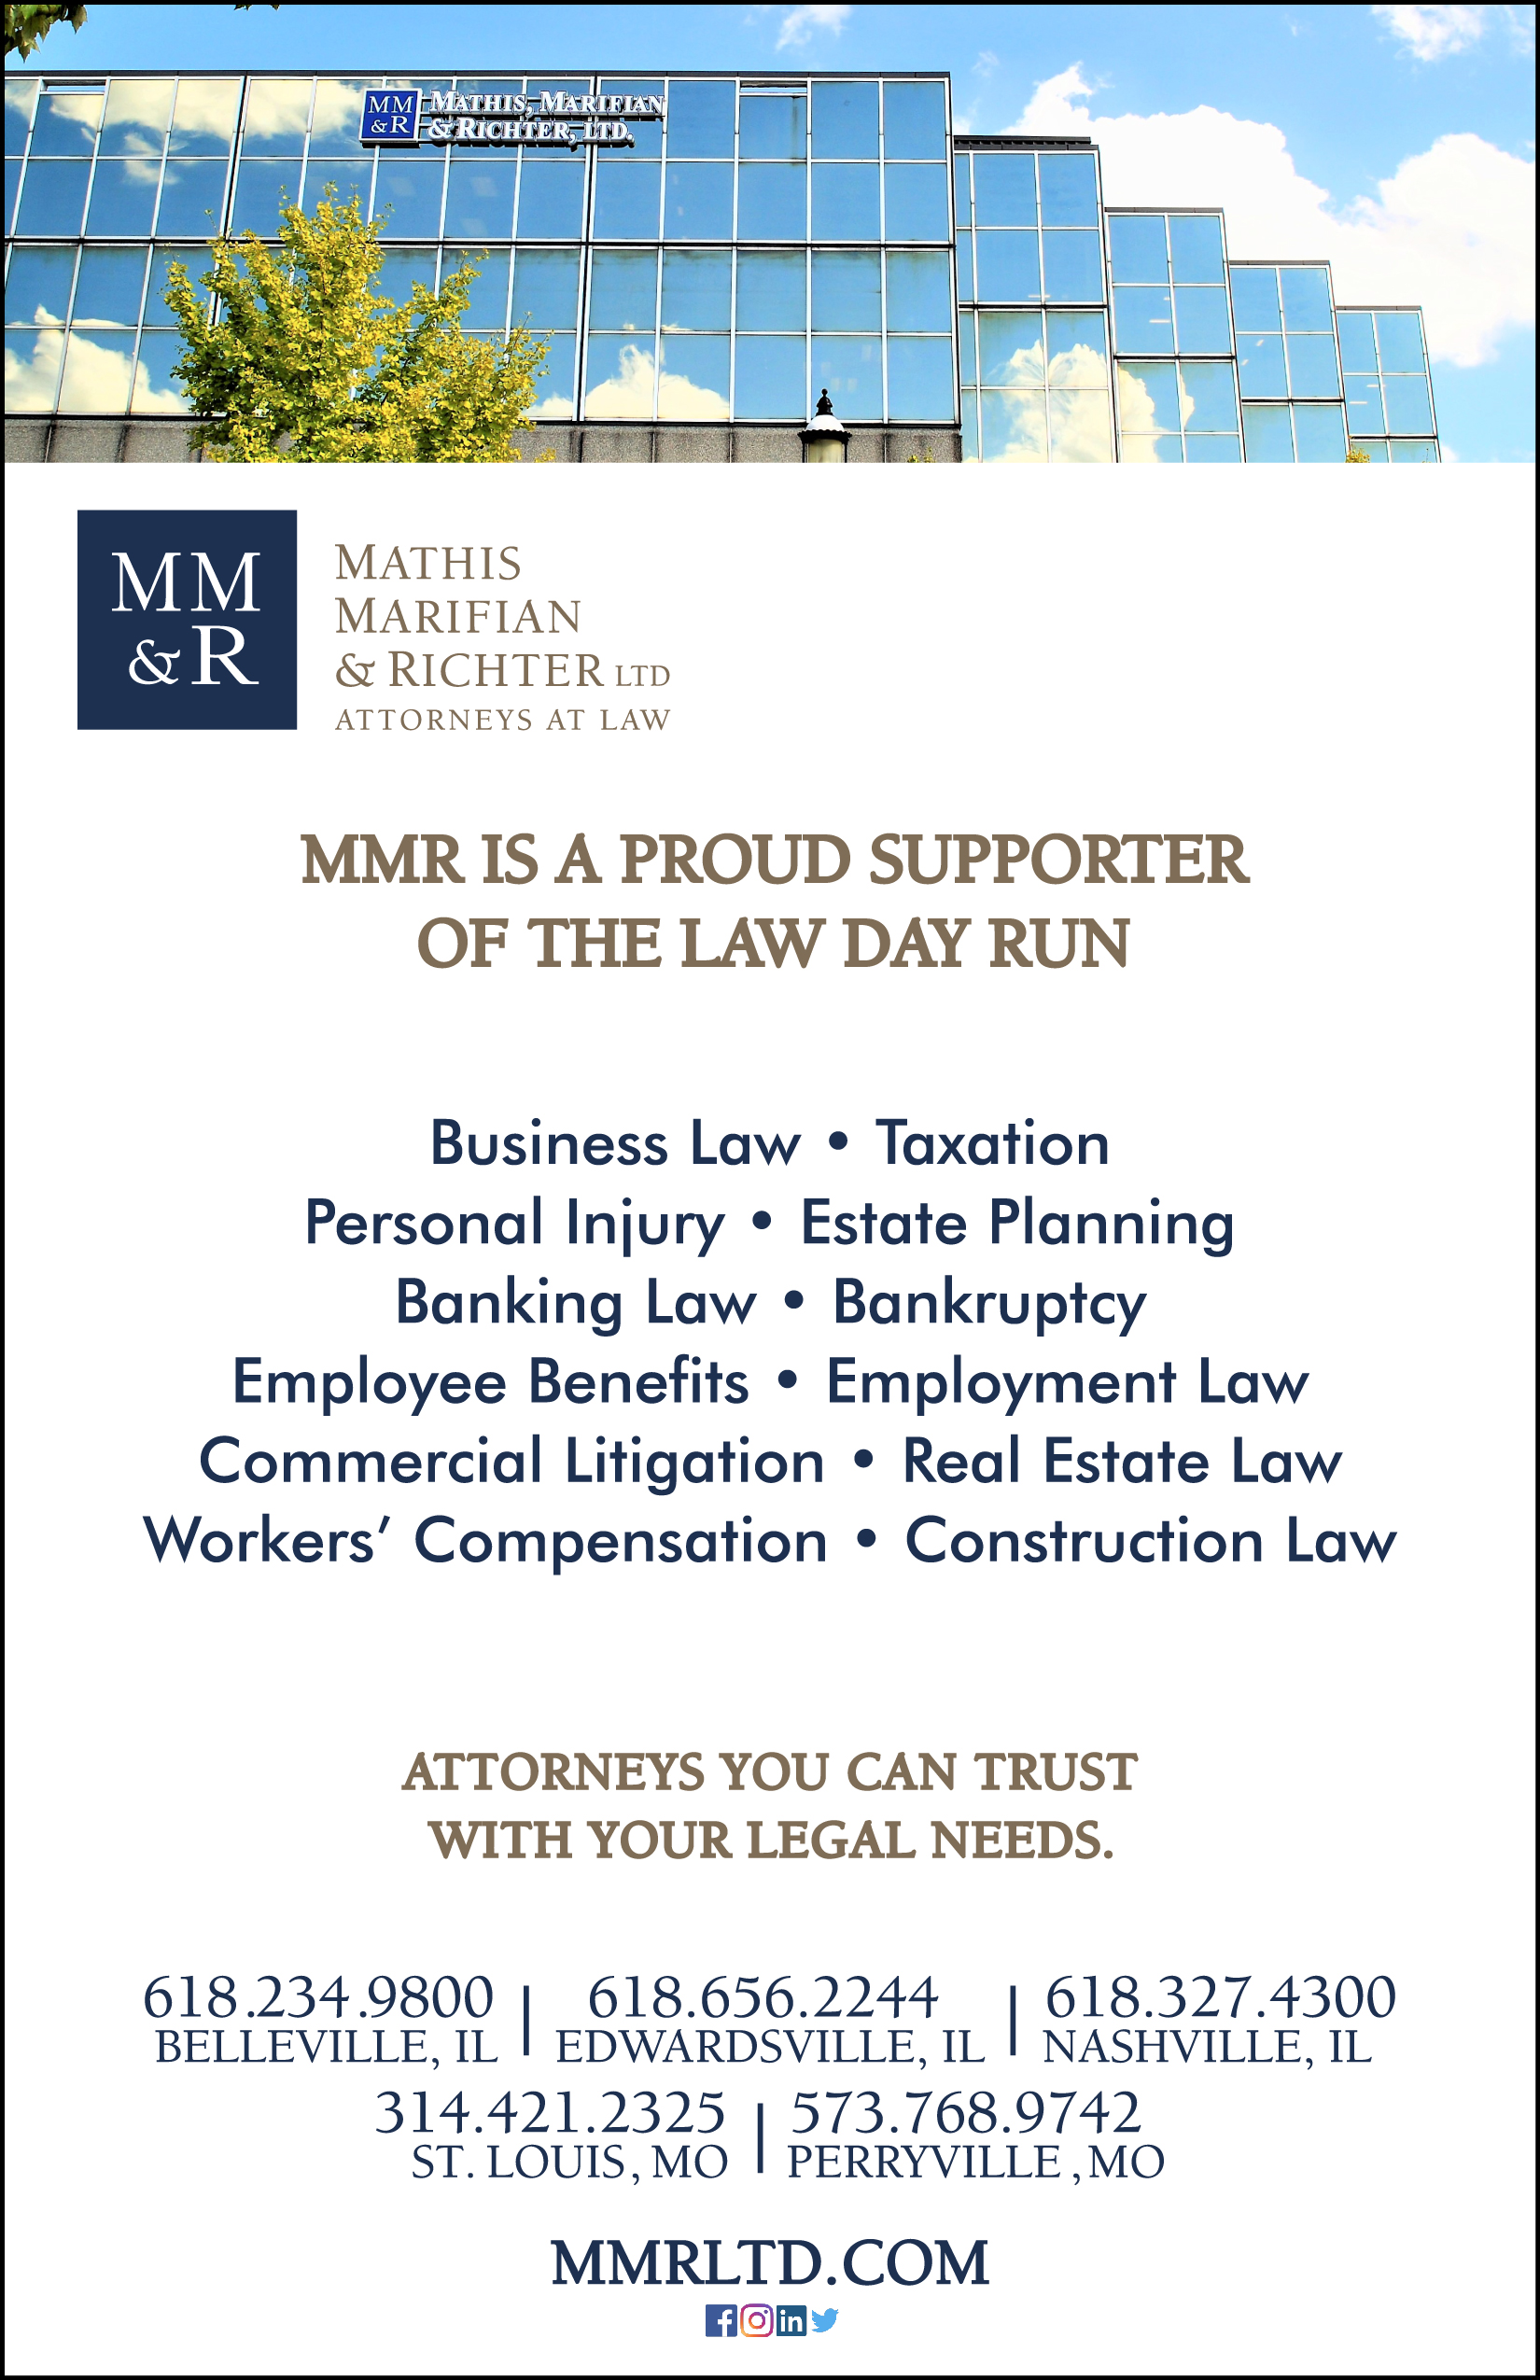 MM
&R
MATHIS, MARIFIAN
& RICHTER, LTD.
MM
&R
MATHIS
MARIFIAN
& RICHTER LTD
ATTORNEYS AT LAW
MMR IS A PROUD SUPPORTER
OF THE LAW DAY RUN
Business Law • Taxation
Personal Injury • Estate Planning
Banking Law • Bankruptcy
Employee Benefits • Employment Law
Commercial Litigation • Real Estate Law
Workers’ Compensation • Construction Law
ATTORNEYS YOU CAN TRUST
WITH YOUR LEGAL NEEDS.
618.234.9800 | 618.656.2244 | 618.327.4300
BELLEVILLE, IL EDWARDSVILLE, IL NASHVILLE, IL
314.421.2325 | 573.768.9742
ST. LOUIS, MO PERRYVILLE, MO
MMRLTD.COM